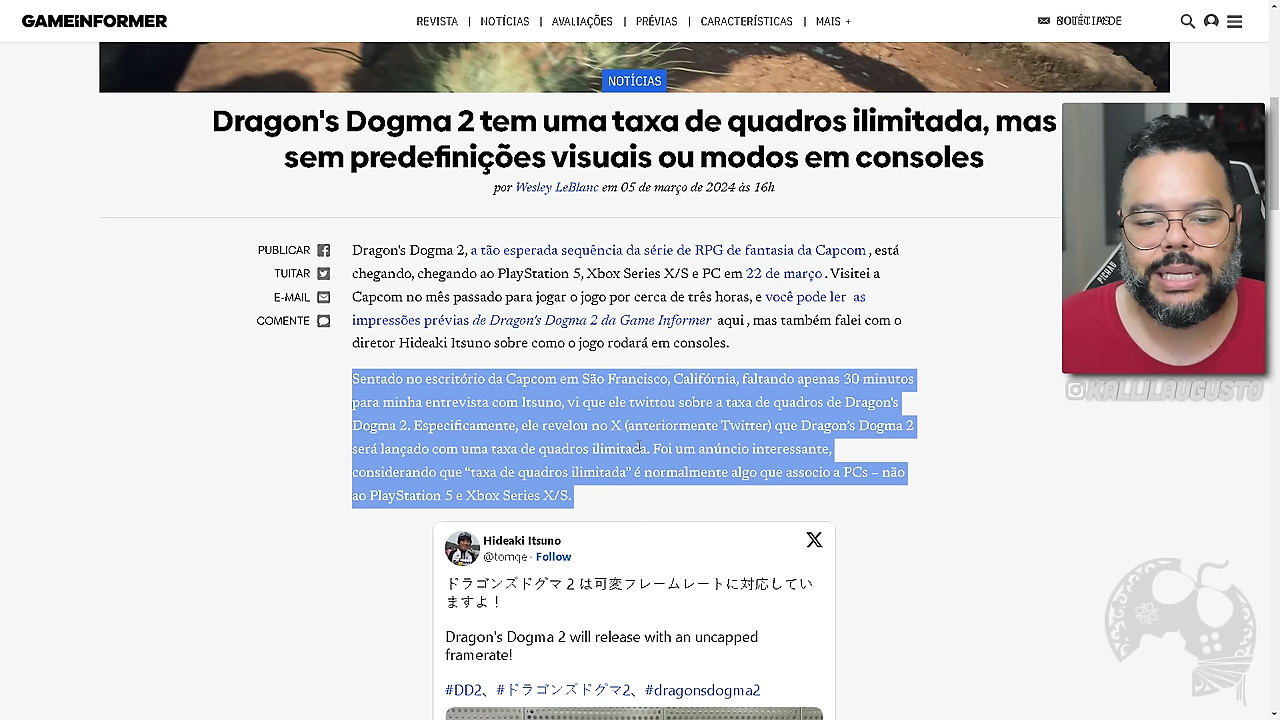 GAMEiNFORMER
REVISTA | NOTÍCIAS | AVALIAÇÕES | PRÉVIAS | CARACTERÍSTICAS | MAIS +
NOTÍCIAS
Dragon's Dogma 2 tem uma taxa de quadros ilimitada, mas
sem predefinições visuais ou modos em consoles
por Wesley LeBlanc em 05 de março de 2024 às 16h
PUBLICAR
TUITAR
E-MAIL
COMENTE
Dragon's Dogma 2, a tão esperada sequência da série de RPG de fantasia da Capcom , está
chegando, chegando ao PlayStation 5, Xbox Series X/S e PC em 22 de março . Visitei a
Capcom no mês passado para jogar o jogo por cerca de três horas, e você pode ler as
impressões prévias de Dragon's Dogma 2 da Game Informer aqui , mas também falei com o
diretor Hideaki Itsuno sobre como o jogo rodará em consoles.
Sentado no escritório da Capcom em São Francisco, Califórnia, faltando apenas 30 minutos
para minha entrevista com Itsuno, vi que ele twittou sobre a taxa de quadros de Dragon's
Dogma 2. Especificamente, ele revelou no X (anteriormente Twitter) que Dragon’s Dogma 2
será lançado com uma taxa de quadros ilimitada. Foi um anúncio interessante,
considerando que “taxa de quadros ilimitada” é normalmente algo que associo a PCs – não
ao PlayStation 5 e Xbox Series X/S.
Hideaki Itsuno
@tomqe · Follow
ドラゴンズドグマ 2 は可変フレームレートに対応してい
ますよ！
Dragon's Dogma 2 will release with an uncapped
framerate!
#DD2、#ドラゴンズドグマ2、#dragonsdogma2
PICHAU
@KALLILAUGUSTO